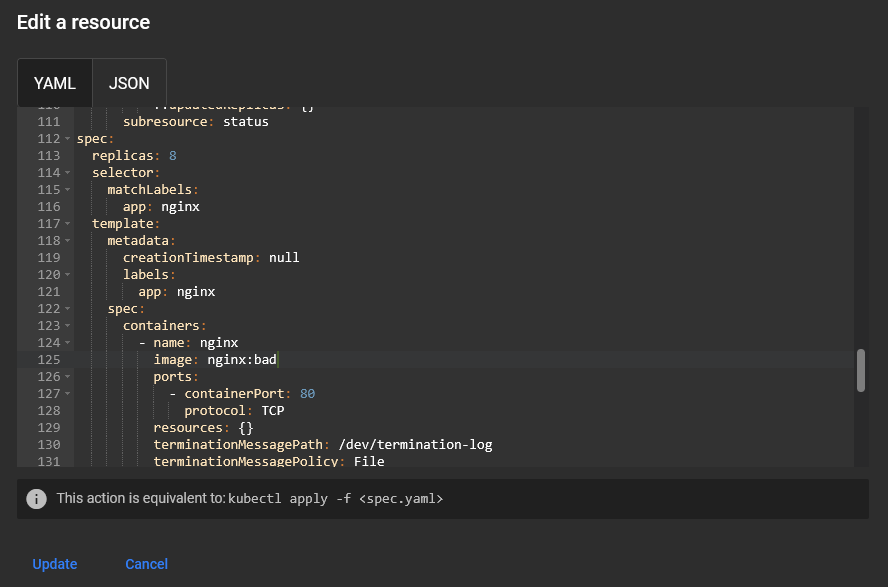 Edit a resource
YAML JSON
111 subresource: status
112 spec:
113 replicas: 8
114 selector:
115 matchLabels:
116 app: nginx
117 template:
118 metadata:
119 creationTimestamp: null
120 labels:
121 app: nginx
122 spec:
123 containers:
124 - name: nginx
125 image: nginx:bad
126 ports:
127 - containerPort: 80
128 protocol: TCP
129 resources: {}
130 terminationMessagePath: /dev/termination-log
131 terminationMessagePolicy: File
This action is equivalent to: kubectl apply -f <spec.yaml>
Update Cancel